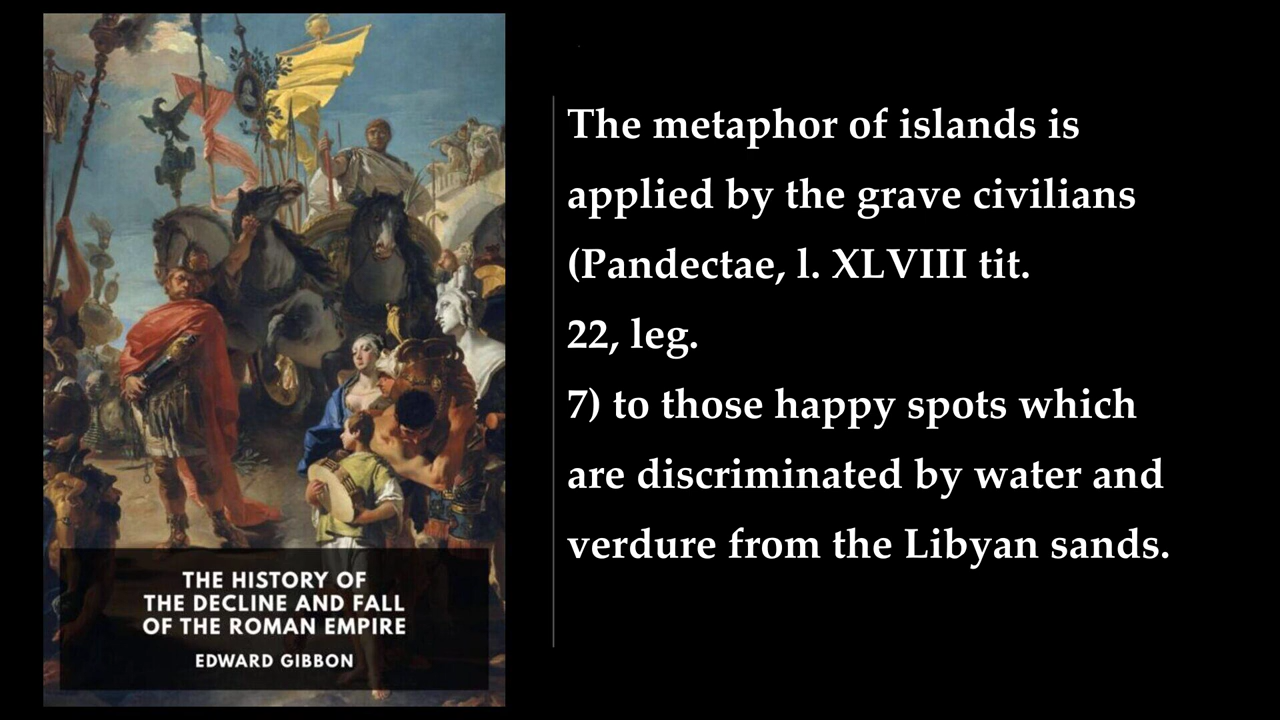 The metaphor of islands is
applied by the grave civilians
(Pandectae, l. XLVIII tit.
22, leg.
7) to those happy spots which
are discriminated by water and
verdure from the Libyan sands.
THE HISTORY OF
THE DECLINE AND FALL
OF THE ROMAN EMPIRE
EDWARD GIBBON